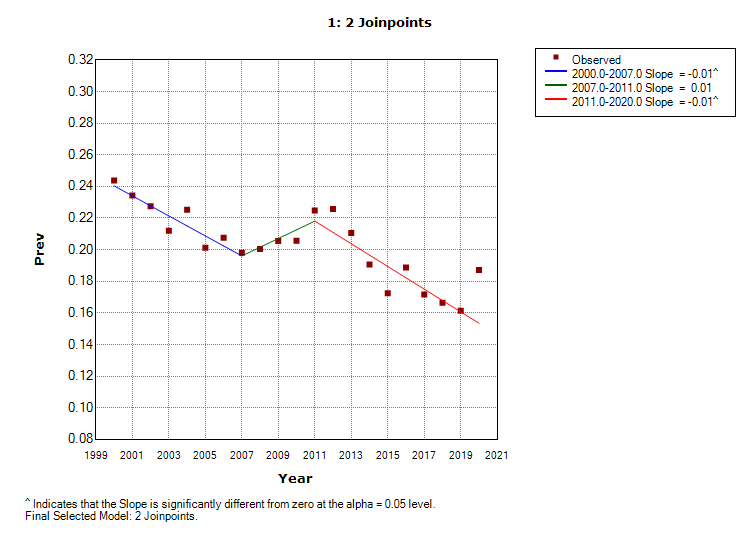 1: 2 Joinpoints
Observed
2000.0-2007.0 Slope = -0.01^
2007.0-2011.0 Slope = 0.01
2011.0-2020.0 Slope = -0.01^
0.32
0.30
0.28
0.26
0.24
0.22
0.20
0.18
0.16
0.14
0.12
0.10
0.08
Prev
1999 2001 2003 2005 2007 2009 2011 2013 2015 2017 2019 2021
Year
^ Indicates that the Slope is significantly different from zero at the alpha = 0.05 level.
Final Selected Model: 2 Joinpoints.